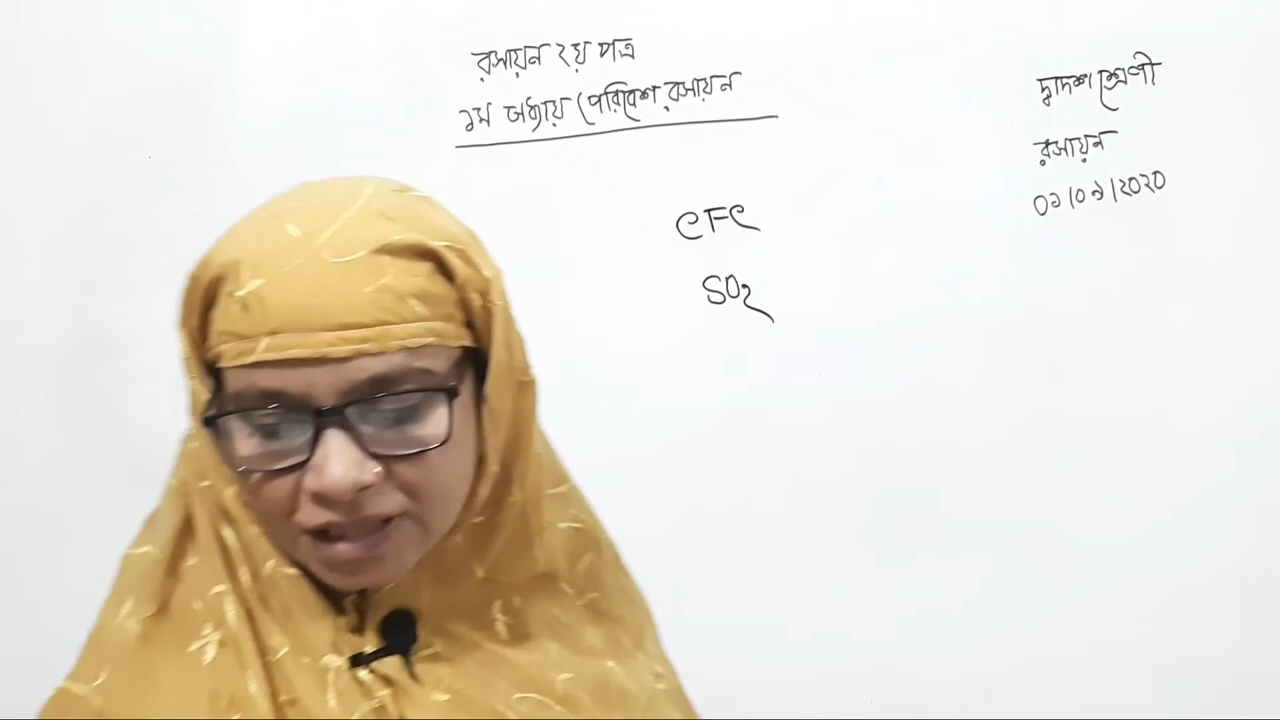 রসায়ন ২য় পত্র
১ম অধ্যায় (পরিবেশ রসায়ন
CFC
SO2
দ্বাদশ শ্রেণী
রসায়ন
০১/০৯/২০২০